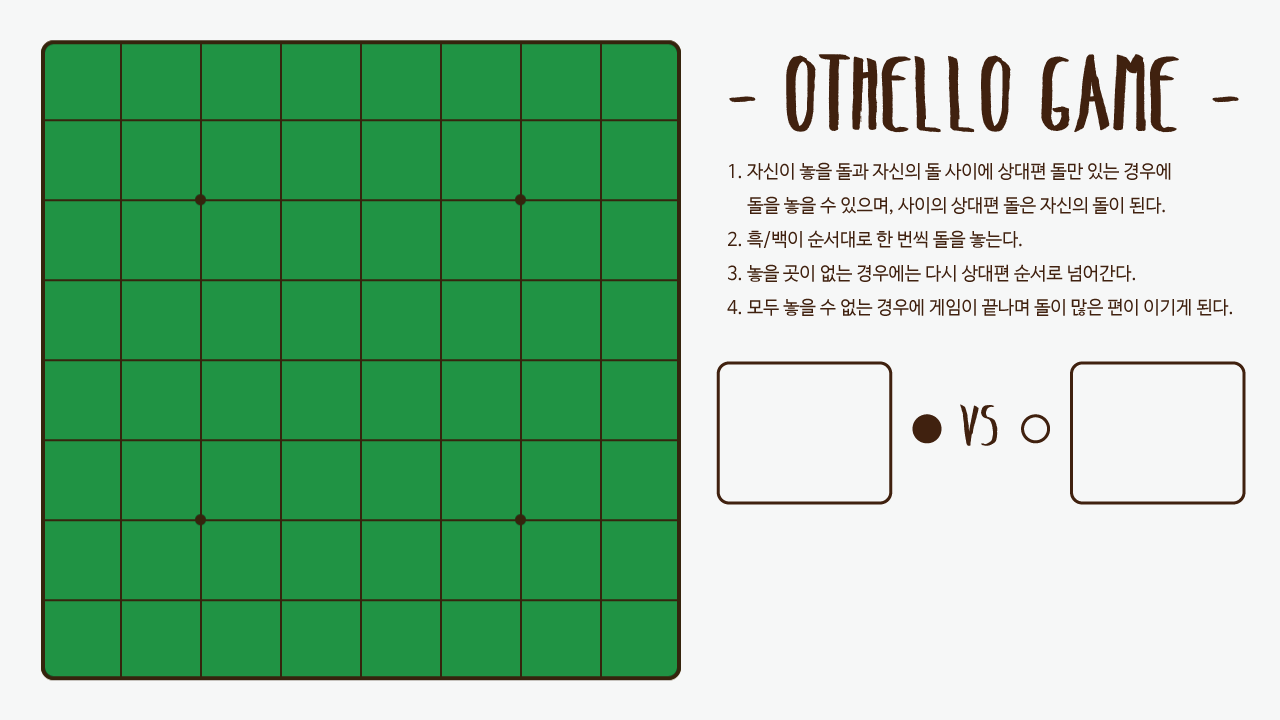 - OTHELLO GAME -
1. 자신이 놓을 돌과 자신의 돌 사이에 상대편 돌만 있는 경우에
돌을 놓을 수 있으며, 사이의 상대편 돌은 자신의 돌이 된다.
2. 흑/백이 순서대로 한 번씩 돌을 놓는다.
3. 놓을 곳이 없는 경우에는 다시 상대편 순서로 넘어간다.
4. 모두 놓을 수 없는 경우에 게임이 끝나며 돌이 많은 편이 이기게 된다.
VS